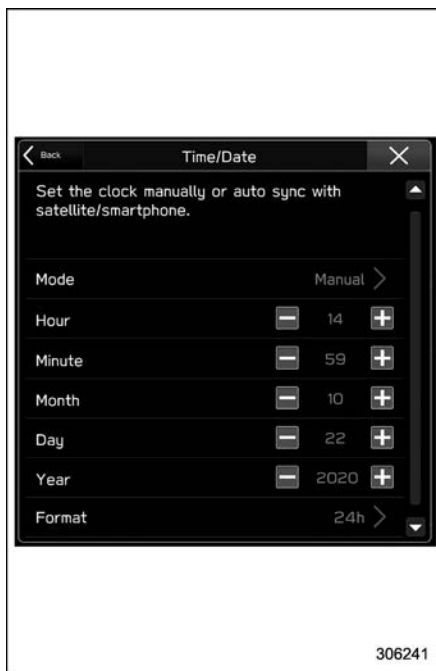 Back Time/Date
Set the clock manually or auto sync with
satellite/smartphone.
Mode Manual
Hour 14
Minute 59
Month 10
Day 22
Year 2020
Format 24h
306241